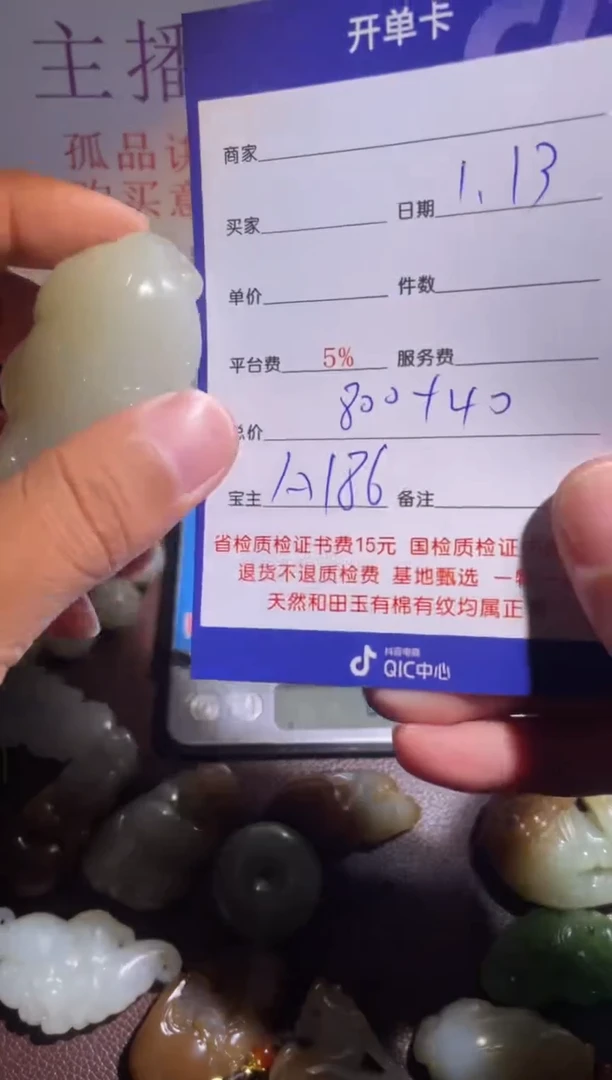 开单卡
主播
孤品
购买意
商家
买家
日期 1.13
单价
件数
平台费 5% 服务费
总价 800+40
宝主 186 备注
省检质检证书费15元 国检质检证
退货不退质检费 基地甄选 一
天然和田玉有棉有纹均属正
抖音电商
QIC中心